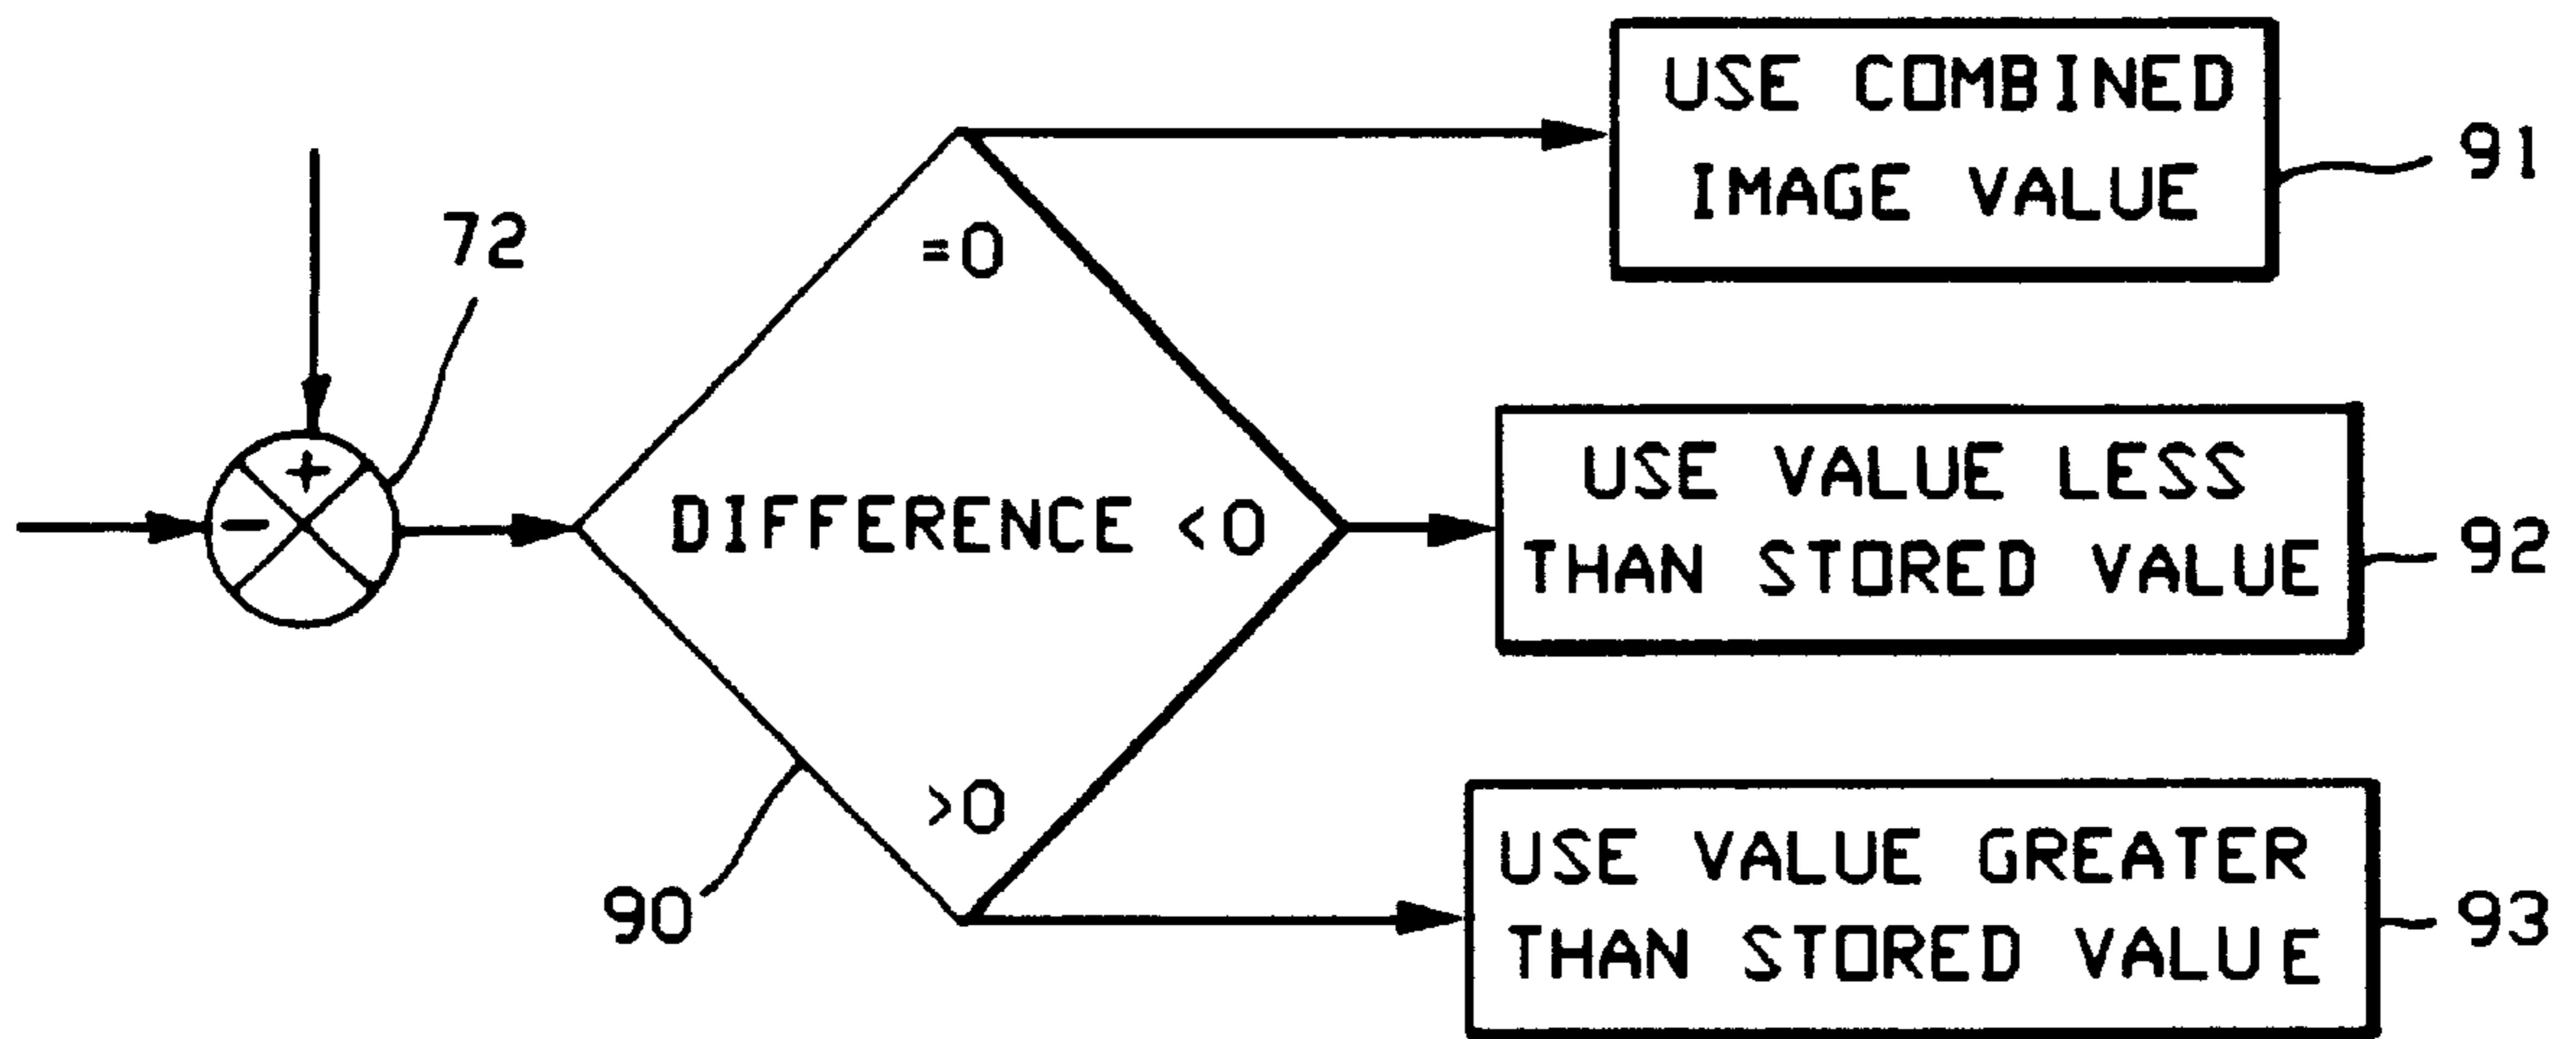 USE COMBINED
IMAGE VALUE
91
72
=0
+
-
DIFFERENCE <0
USE VALUE LESS
THAN STORED VALUE
92
>0
90
USE VALUE GREATER
THAN STORED VALUE
93